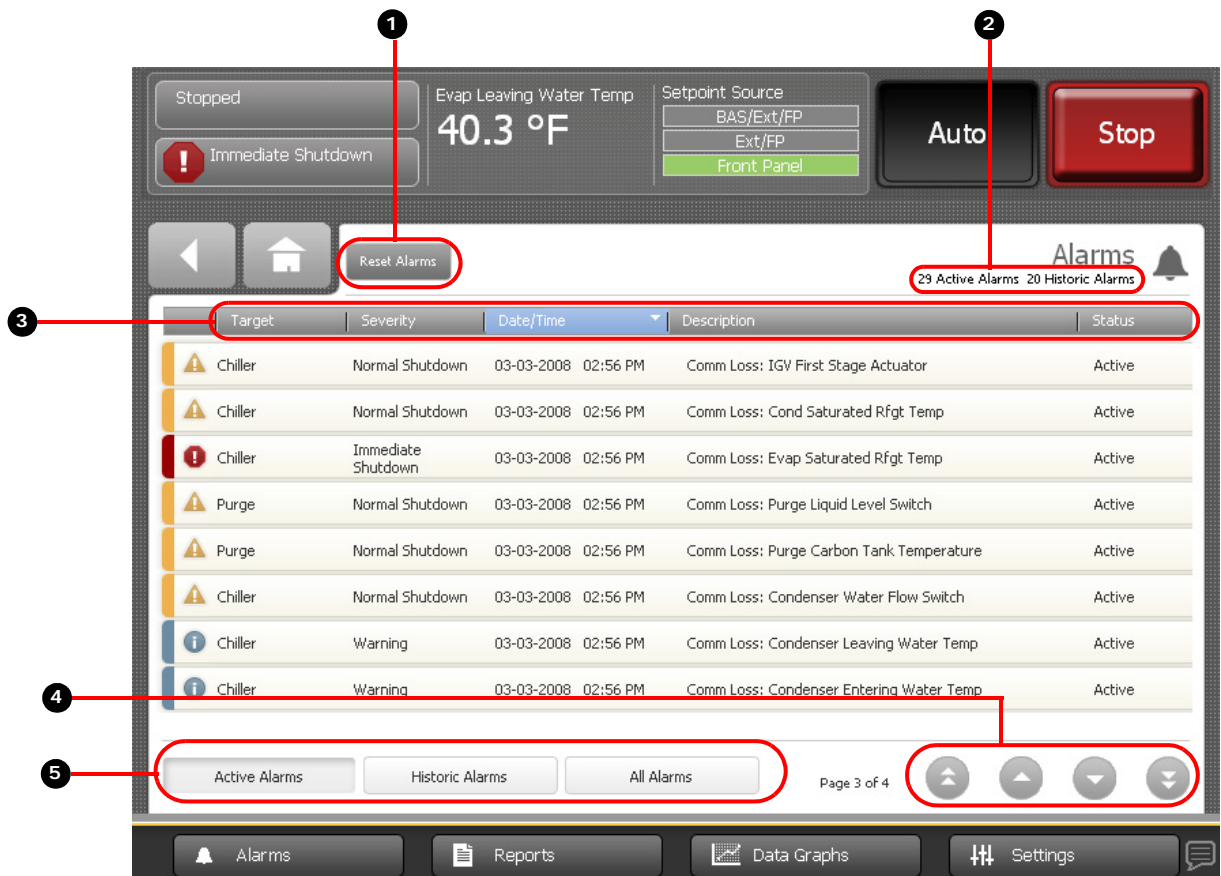 1
2
Stopped
Immediate Shutdown
Evap Leaving Water Temp
40.3 °F
Setpoint Source
BAS/Ext/FP
Ext/FP
Front Panel
Auto
Stop
Reset Alarms
Alarms
29 Active Alarms 20 Historic Alarms
3
Target Severity Date/Time Description Status
Chiller Normal Shutdown 03-03-2008 02:56 PM Comm Loss: IGV First Stage Actuator Active
Chiller Normal Shutdown 03-03-2008 02:56 PM Comm Loss: Cond Saturated Rfgt Temp Active
Chiller Immediate Shutdown 03-03-2008 02:56 PM Comm Loss: Evap Saturated Rfgt Temp Active
Purge Normal Shutdown 03-03-2008 02:56 PM Comm Loss: Purge Liquid Level Switch Active
Purge Normal Shutdown 03-03-2008 02:56 PM Comm Loss: Purge Carbon Tank Temperature Active
Chiller Normal Shutdown 03-03-2008 02:56 PM Comm Loss: Condenser Water Flow Switch Active
Chiller Warning 03-03-2008 02:56 PM Comm Loss: Condenser Leaving Water Temp Active
Chiller Warning 03-03-2008 02:56 PM Comm Loss: Condenser Entering Water Temp Active
4
5
Active Alarms Historic Alarms All Alarms Page 3 of 4
Alarms Reports Data Graphs Settings